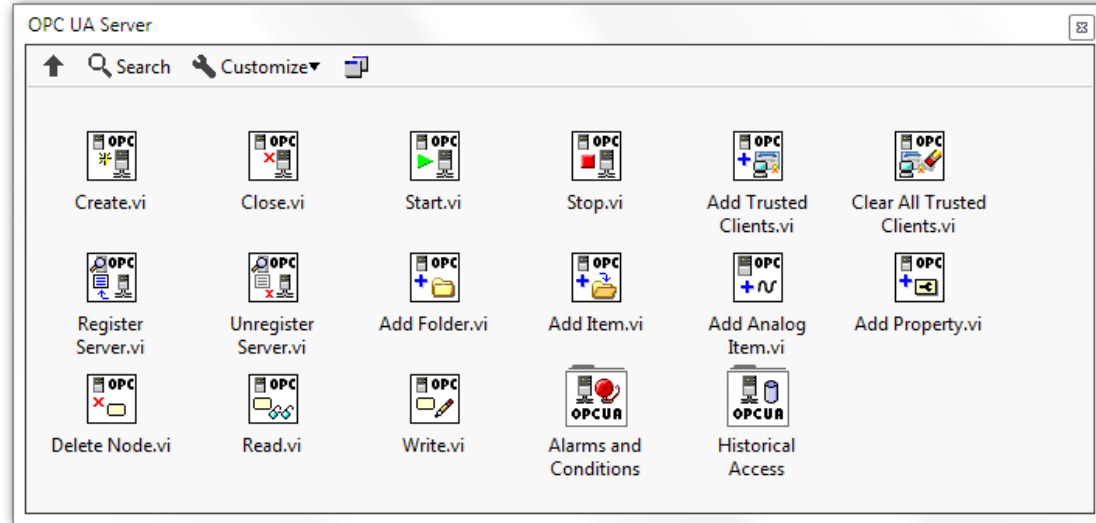 OPC UA Server
Search Customize
OPC OPC OPC OPC OPC OPC
Create.vi Close.vi Start.vi Stop.vi Add Trusted Clear All Trusted
Clients.vi Clients.vi
OPC OPC OPC OPC OPC OPC
Register Unregister Add Folder.vi Add Item.vi Add Analog Add Property.vi
Server.vi Server.vi Item.vi
OPC OPC OPC OPCUA OPCUA
Delete Node.vi Read.vi Write.vi Alarms and Historical
Conditions Access